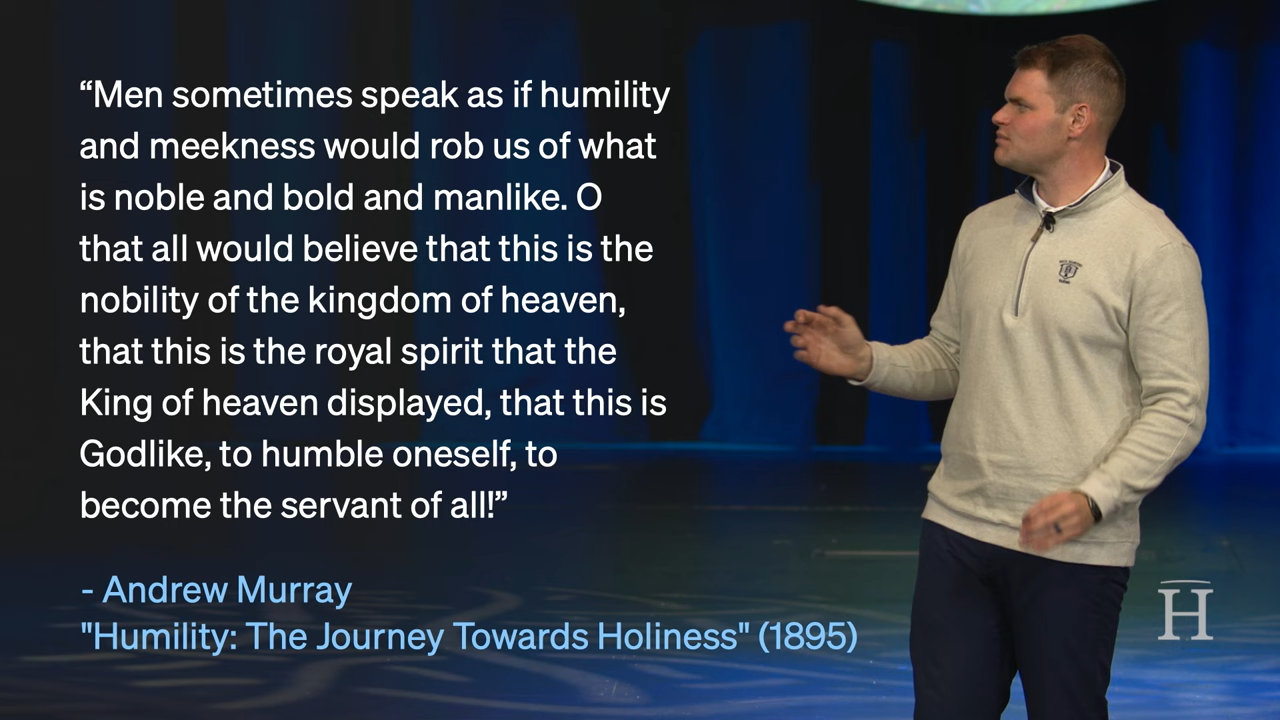 “Men sometimes speak as if humility
and meekness would rob us of what
is noble and bold and manlike. O
that all would believe that this is the
nobility of the kingdom of heaven,
that this is the royal spirit that the
King of heaven displayed, that this is
Godlike, to humble oneself, to
become the servant of all!”
- Andrew Murray
"Humility: The Journey Towards Holiness" (1895)
H